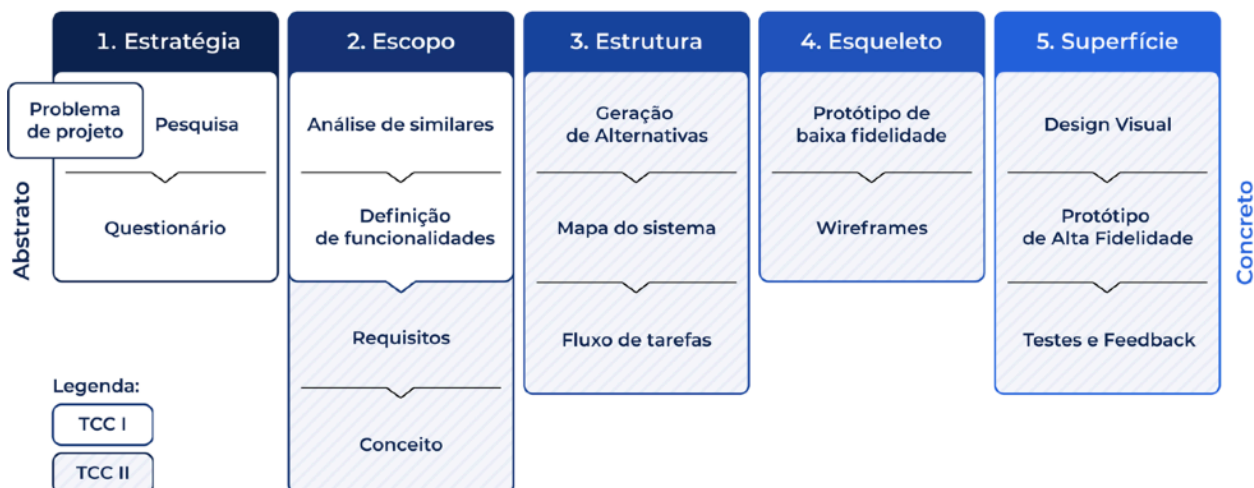 1. Estratégia
2. Escopo
3. Estrutura
4. Esqueleto
5. Superfície
Abstrato
Problema
de projeto
Pesquisa
Questionário
Análise de similares
Definição
de funcionalidades
Requisitos
Conceito
Geração
de Alternativas
Mapa do sistema
Fluxo de tarefas
Protótipo de
baixa fidelidade
Wireframes
Design Visual
Protótipo
de Alta Fidelidade
Testes e Feedback
Concreto
Legenda:
TCC I
TCC II